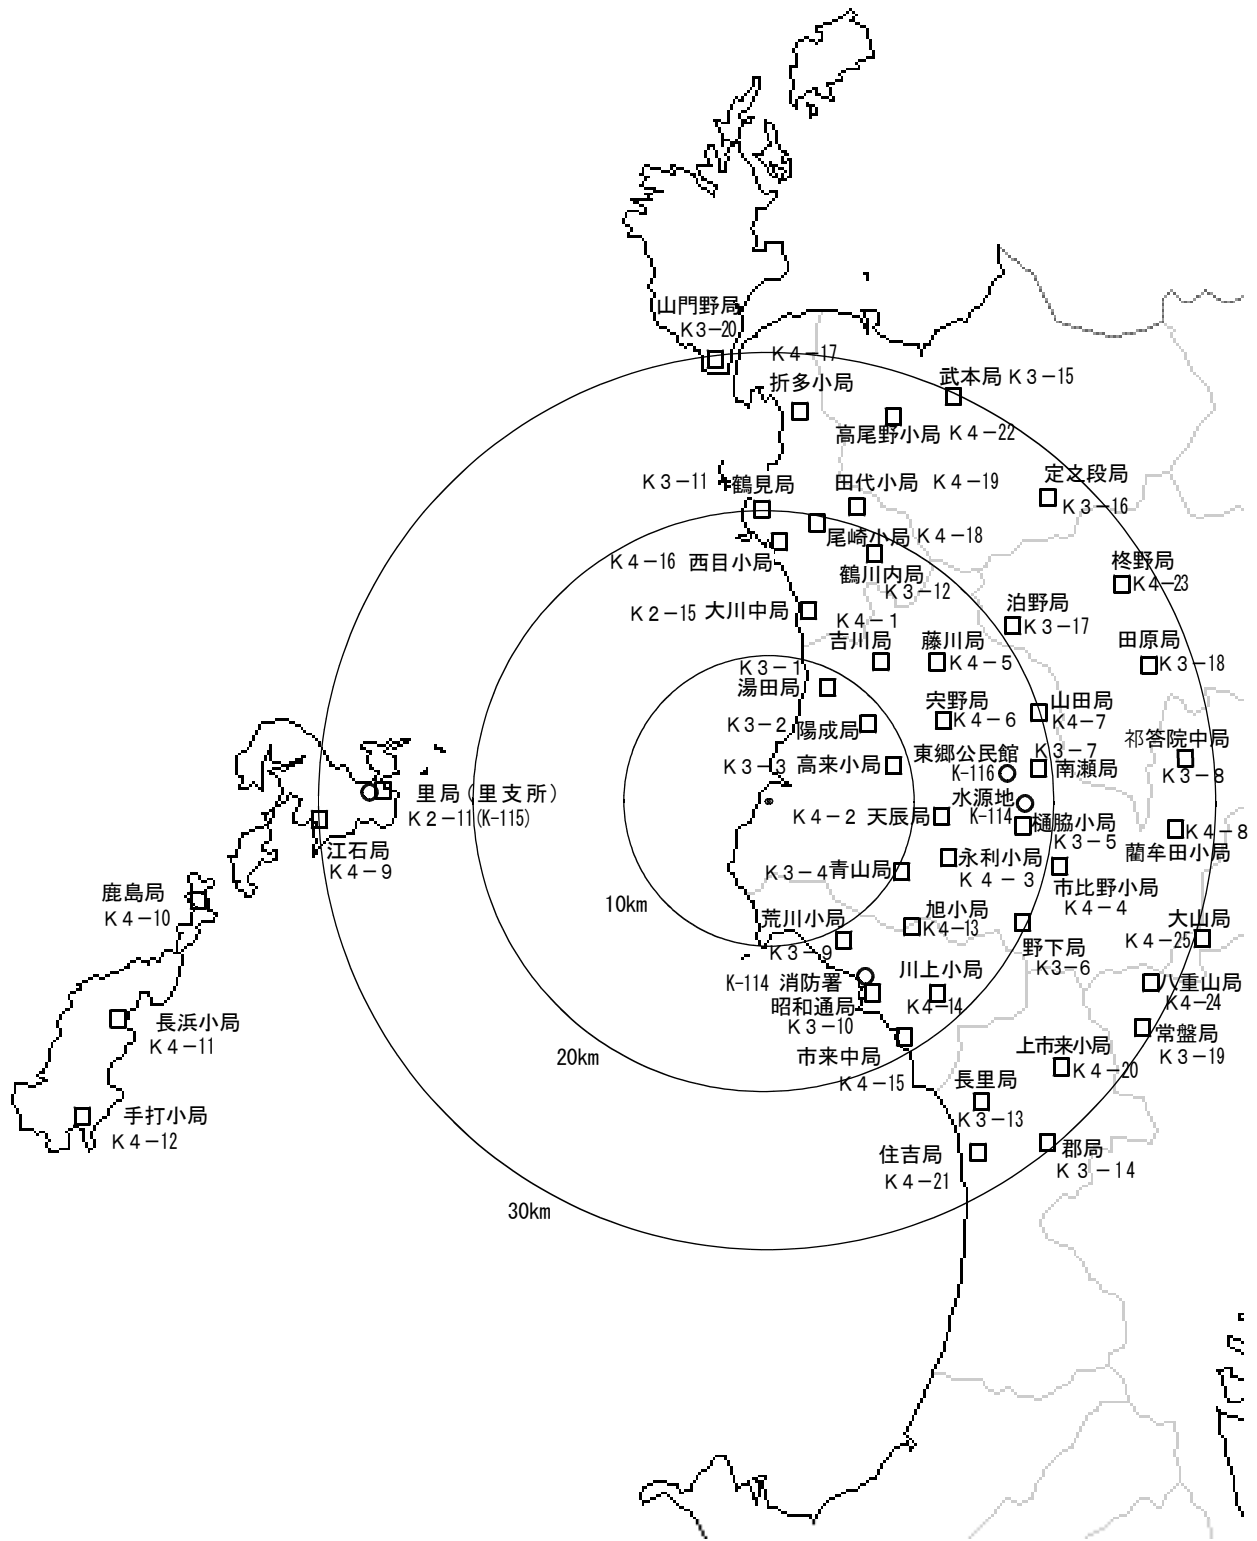 山門野局
K3-20
K4-17
折多小局
武本局 K3-15
高尾野小局 K4-22
K3-11 鶴見局
田代小局 K4-19
定之段局
K3-16
尾崎小局 K4-18
K4-16 西目小局
鶴川内局
K3-12
柊野局
K4-23
K2-15 大川中局
K4-1
吉川局
藤川局
K4-5
泊野局
K3-17
田原局
K3-18
K3-1
湯田局
K3-2 陽成局
宍野局
K4-6
山田局
K4-7
K3-3 高来小局
東郷公民館
K-116
K3-7
南瀬局
祁答院中局
K3-8
里局(里支所)
K2-11(K-115)
K4-2 天辰局
水源地
K-114
樋脇小局
K3-5
K4-8
藺牟田小局
江石局
K4-9
K3-4 青山局
永利小局
K4-3
市比野小局
K4-4
鹿島局
K4-10
10km
荒川小局
K3-9
旭小局
K4-13
野下局
K3-6
大山局
K4-25
K-114 消防署
昭和通局
K3-10
川上小局
K4-14
八重山局
K4-24
長浜小局
K4-11
20km
市来中局
K4-15
上市来小局
K4-20
常盤局
K3-19
長里局
K3-13
手打小局
K4-12
住吉局
K4-21
郡局
K3-14
30km